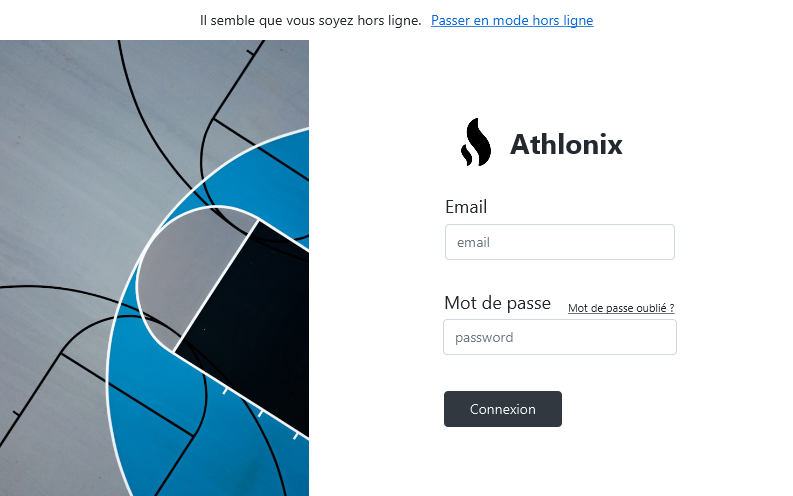 Il semble que vous soyez hors ligne. Passer en mode hors ligne
Athlonix
Email
email
Mot de passe Mot de passe oublié ?
password
Connexion